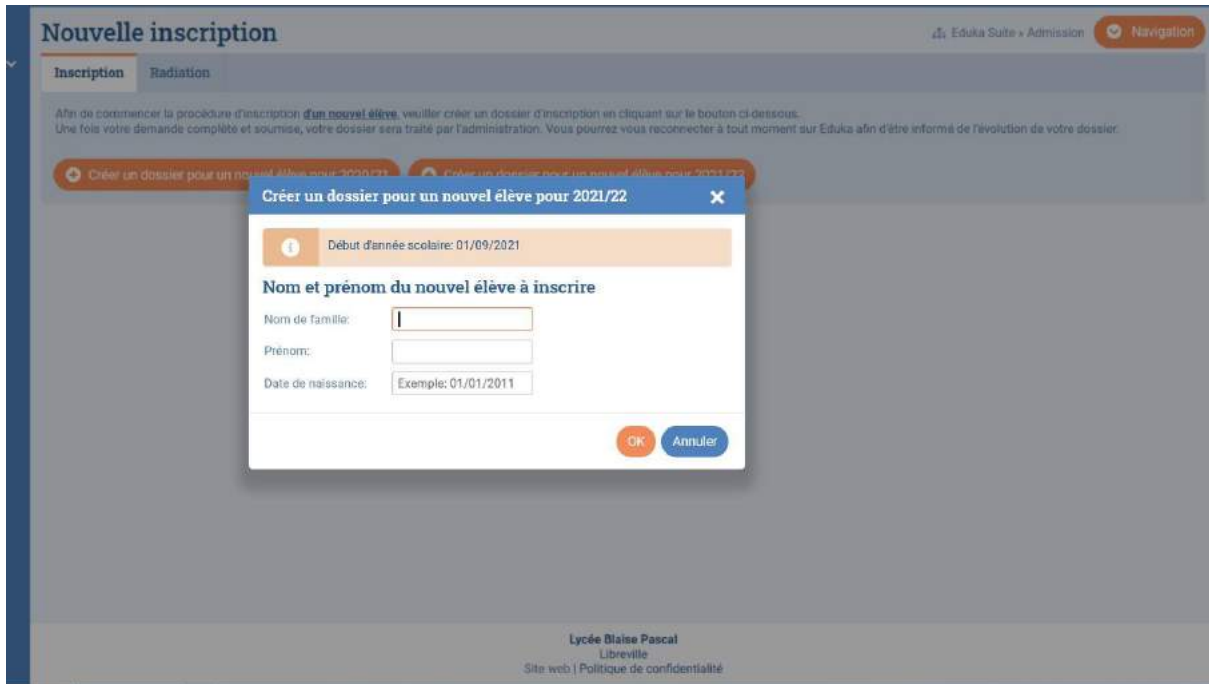 Nouvelle inscription
Eduka Suite » Admission
Navigation
Inscription Radiation
Afin de commencer la procédure d'inscription d'un nouvel élève, veuiller créer un dossier d'inscription en cliquant sur le bouton ci-dessous.
Une fois votre demande complète et soumise, votre dossier sera traité par l'administration. Vous pourrez vous reconnecter à tout moment sur Eduka afin d'être informé de l'évolution de votre dossier.
Créer un dossier pour un nouvel élève pour 2020/21
Créer un dossier pour un nouvel élève pour 2021/22
Créer un dossier pour un nouvel élève pour 2021/22
Début d'année scolaire: 01/09/2021
Nom et prénom du nouvel élève à inscrire
Nom de famille:
Prénom:
Date de naissance: Exemple: 01/01/2011
OK Annuler
Lycée Blaise Pascal
Libreville
Site web | Politique de confidentialité